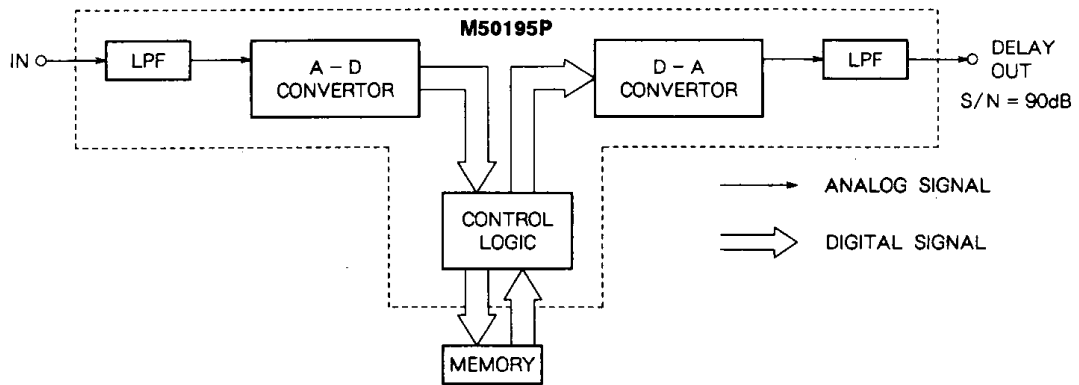 M50195P
IN
LPF
A – D
CONVERTOR
D – A
CONVERTOR
LPF
DELAY
OUT
S/N = 90dB
CONTROL
LOGIC
MEMORY
ANALOG SIGNAL
DIGITAL SIGNAL